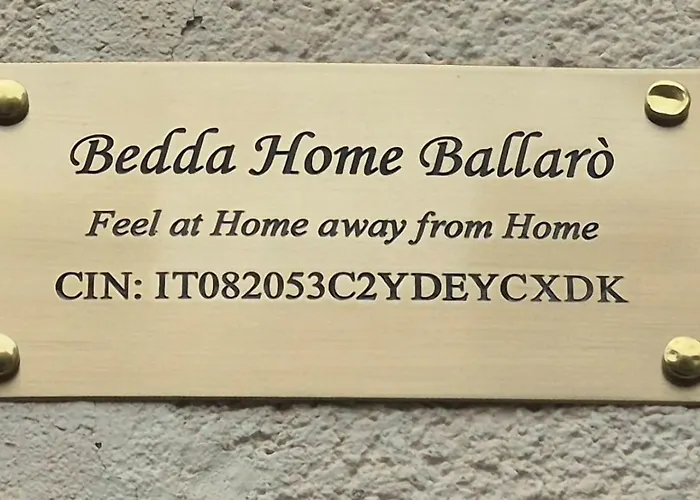 Bedda Home Ballarò
Feel at Home away from Home
CIN: IT082053C2YDEYCXDK